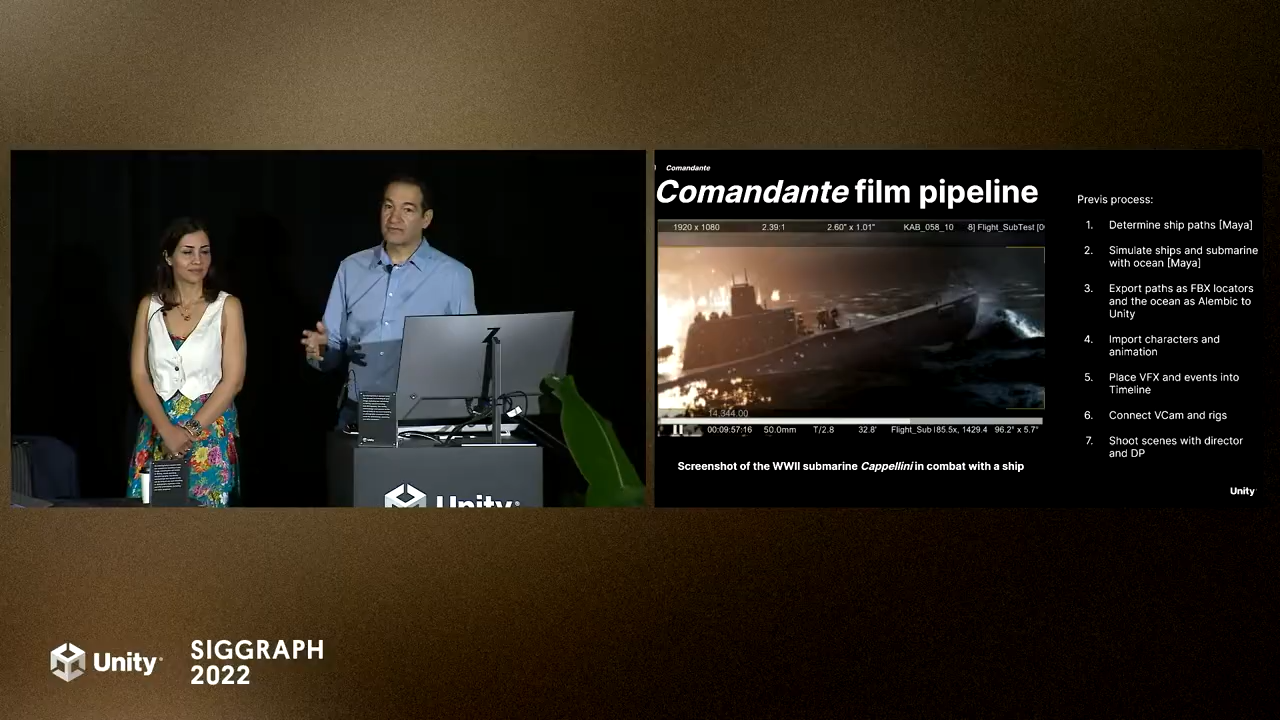 Comandante
Comandante film pipeline
1920 x 1080 2.39:1 2.60" x 1.01" KAB_058_10 8] Flight_SubTest [0
14,344.00
00:09:57:16 50.0mm T/2.8 32.8' Flight_Sub 185.5x, 1429.4 96.2° x 5.7°
Screenshot of the WWII submarine Cappellini in combat with a ship
Previs process:
1. Determine ship paths [Maya]
2. Simulate ships and submarine
with ocean [Maya]
3. Export paths as FBX locators
and the ocean as Alembic to
Unity
4. Import characters and
animation
5. Place VFX and events into
Timeline
6. Connect VCam and rigs
7. Shoot scenes with director
and DP
Unity
Unity
Unity
SIGGRAPH
2022